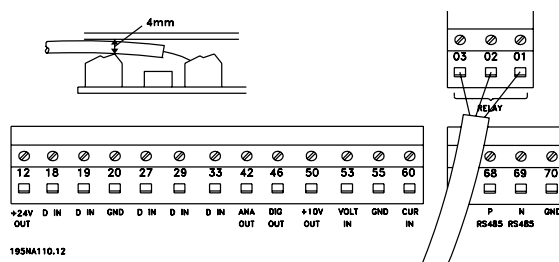 4mm
03 02 01
RELAY
12 18 19 20 27 29 33 42 46 50 53 55 60 68 69 70
+24V OUT D IN D IN GND D IN D IN D IN ANA OUT DIG OUT +10V OUT VOLT IN GND CUR IN P RS485 N RS485 GND
195NA110.12